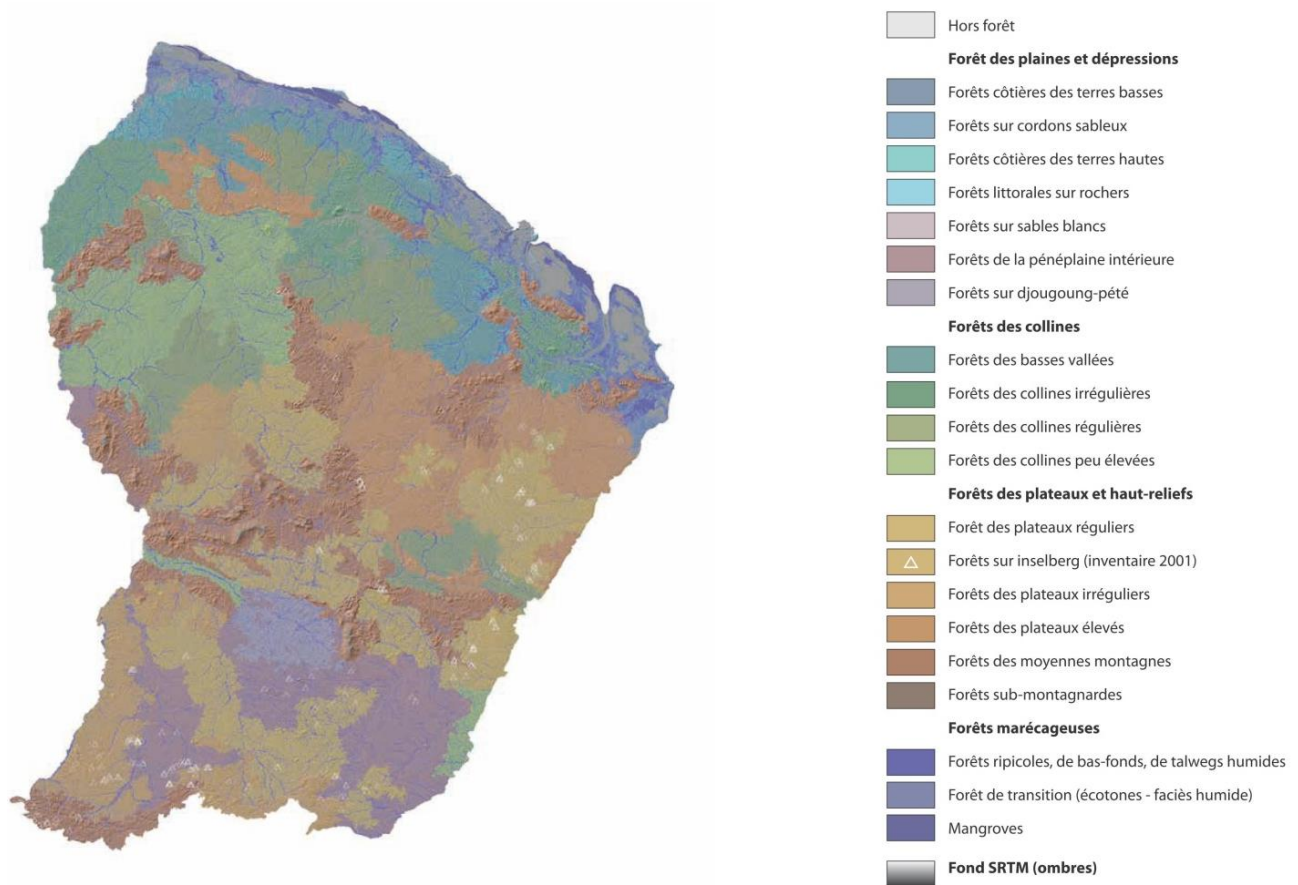 Hors forêt
Forêt des plaines et dépressions
Forêts côtières des terres basses
Forêts sur cordons sableux
Forêts côtières des terres hautes
Forêts littorales sur rochers
Forêts sur sables blancs
Forêts de la pénéplaine intérieure
Forêts sur djougoung-pété
Forêts des collines
Forêts des basses vallées
Forêts des collines irrégulières
Forêts des collines régulières
Forêts des collines peu élevées
Forêts des plateaux et haut-reliefs
Forêt des plateaux réguliers
Forêts sur inselberg (inventaire 2001)
Forêts des plateaux irréguliers
Forêts des plateaux élevés
Forêts des moyennes montagnes
Forêts sub-montagnardes
Forêts marécageuses
Forêts ripicoles, de bas-fonds, de talwegs humides
Forêt de transition (écotones - faciès humide)
Mangroves
Fond SRTM (ombres)